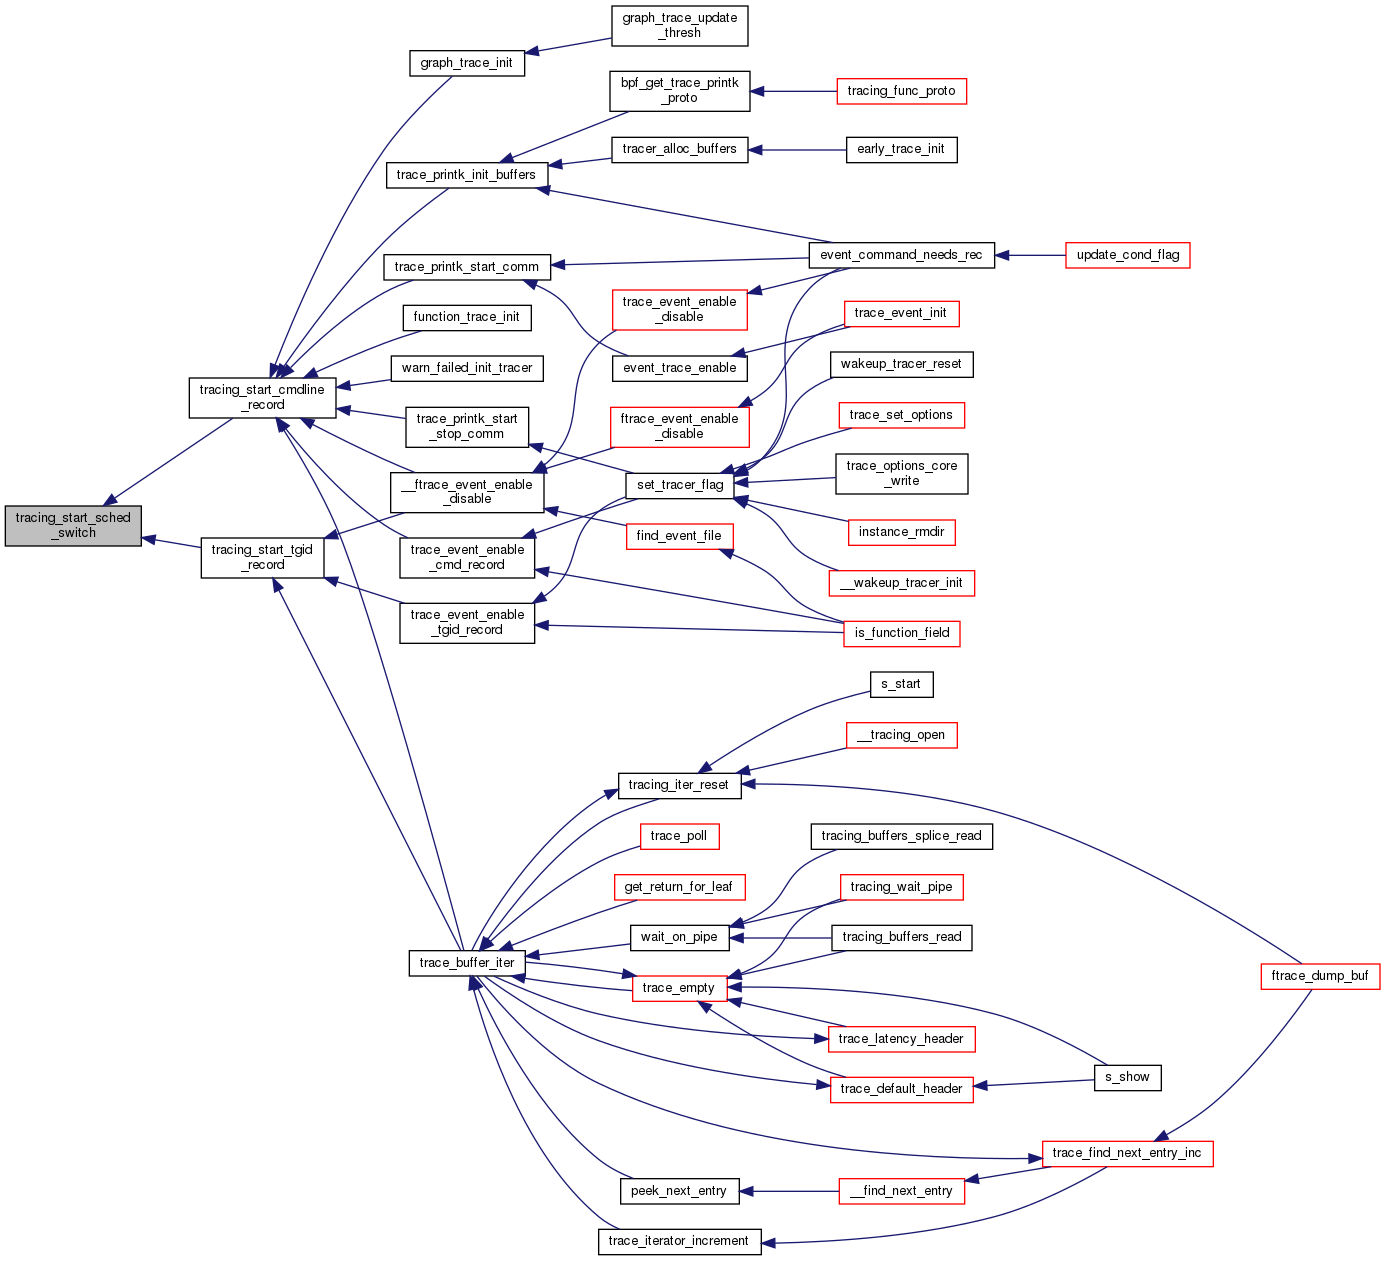 graph_trace_update
_thresh
graph_trace_init
bpf_get_trace_printk
_proto
tracing_func_proto
tracer_alloc_buffers
early_trace_init
trace_printk_init_buffers
event_command_needs_rec
update_cond_flag
trace_printk_start_comm
trace_event_enable
_disable
trace_event_init
function_trace_init
event_trace_enable
wakeup_tracer_reset
warn_failed_init_tracer
tracing_start_cmdline
_record
trace_printk_start
_stop_comm
ftrace_event_enable
_disable
trace_set_options
trace_options_core
_write
__ftrace_event_enable
_disable
set_tracer_flag
tracing_start_sched
_switch
find_event_file
instance_rmdir
tracing_start_tgid
_record
trace_event_enable
_cmd_record
__wakeup_tracer_init
trace_event_enable
_tgid_record
is_function_field
s_start
__tracing_open
tracing_iter_reset
trace_poll
tracing_buffers_splice_read
get_return_for_leaf
tracing_wait_pipe
wait_on_pipe
tracing_buffers_read
trace_buffer_iter
ftrace_dump_buf
trace_empty
trace_latency_header
s_show
trace_default_header
trace_find_next_entry_inc
peek_next_entry
__find_next_entry
trace_iterator_increment